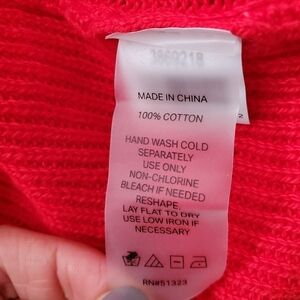 MADE IN CHINA
100% COTTON
HAND WASH COLD
SEPARATELY
USE ONLY
NON-CHLORINE
BLEACH IF NEEDED
RESHAPE,
LAY FLAT TO DRY
USE LOW IRON IF
NECESSARY
RN#51323